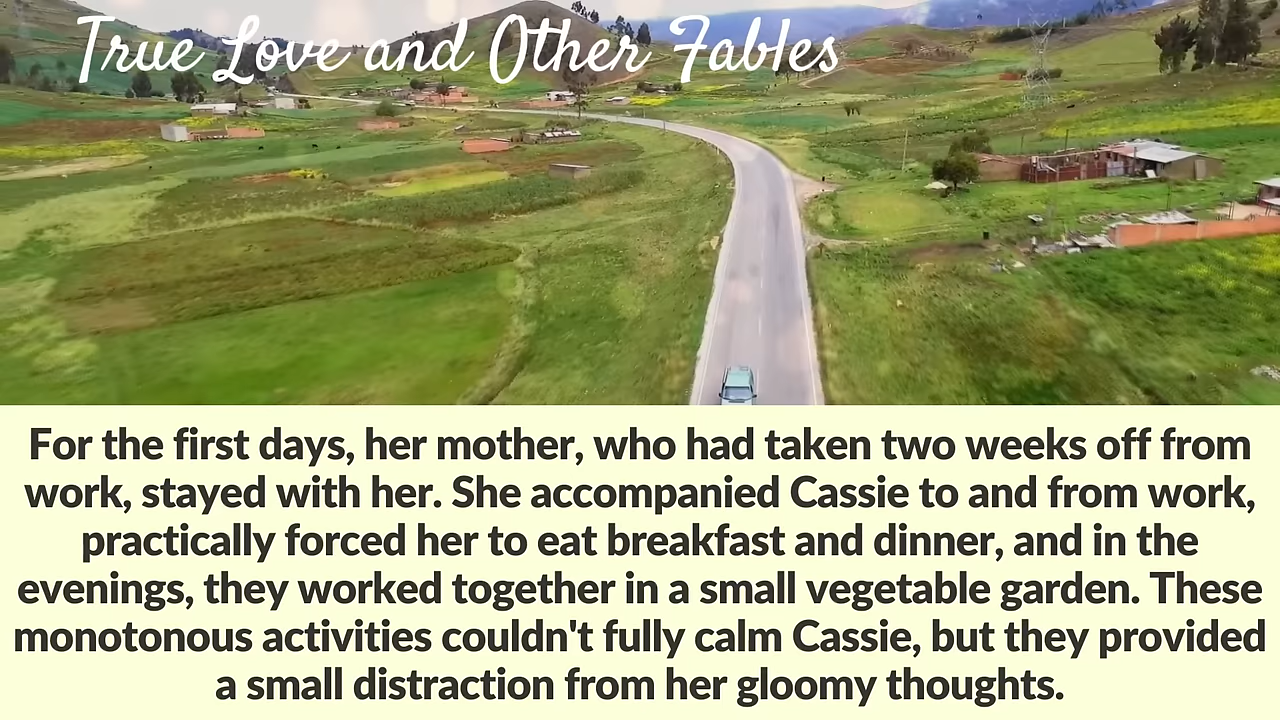 True Love and Other Fables
For the first days, her mother, who had taken two weeks off from
work, stayed with her. She accompanied Cassie to and from work,
practically forced her to eat breakfast and dinner, and in the
evenings, they worked together in a small vegetable garden. These
monotonous activities couldn't fully calm Cassie, but they provided
a small distraction from her gloomy thoughts.